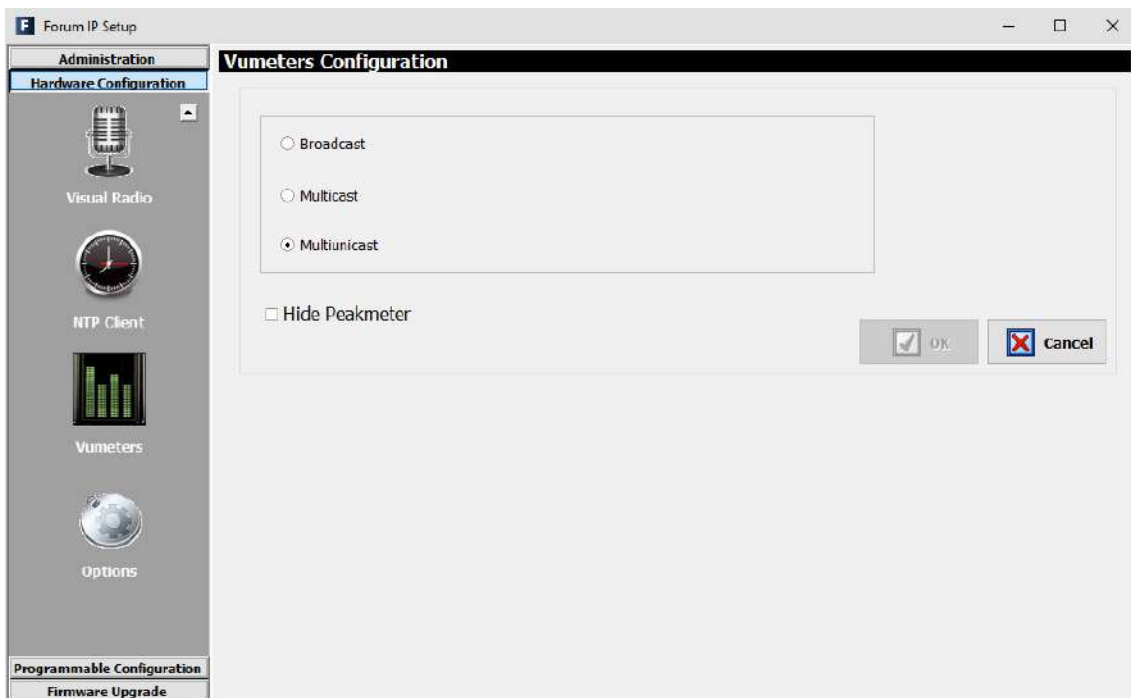 Forum IP Setup
Administration
Hardware Configuration
Visual Radio
NTP Client
Vumeters
Options
Programmable Configuration
Firmware Upgrade
Vumeters Configuration
Broadcast
Multicast
Multiunicast
Hide Peakmeter
OK
Cancel